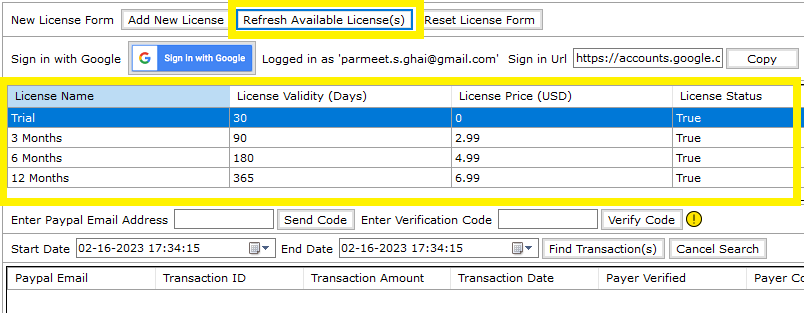 New License Form Add New License Refresh Available License(s) Reset License Form
Sign in with Google G Sign in with Google Logged in as 'parmeet.s.ghai@gmail.com' Sign in Url https://accounts.google.c Copy
License Name License Validity (Days) License Price (USD) License Status
Trial 30 0 True
3 Months 90 2.99 True
6 Months 180 4.99 True
12 Months 365 6.99 True
Enter Paypal Email Address Send Code Enter Verification Code Verify Code !
Start Date 02-16-2023 17:34:15 End Date 02-16-2023 17:34:15 Find Transaction(s) Cancel Search
Paypal Email Transaction ID Transaction Amount Transaction Date Payer Verified Payer Co